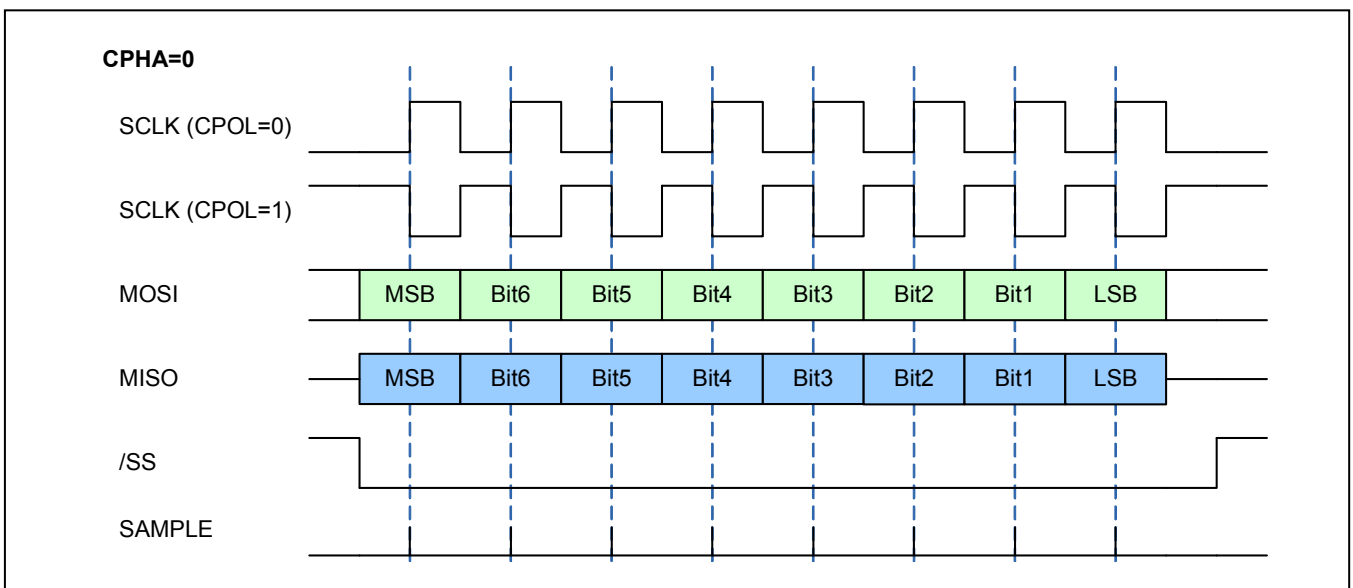 CPHA=0
SCLK (CPOL=0)
SCLK (CPOL=1)
MOSI MSB Bit6 Bit5 Bit4 Bit3 Bit2 Bit1 LSB
MISO MSB Bit6 Bit5 Bit4 Bit3 Bit2 Bit1 LSB
/SS
SAMPLE